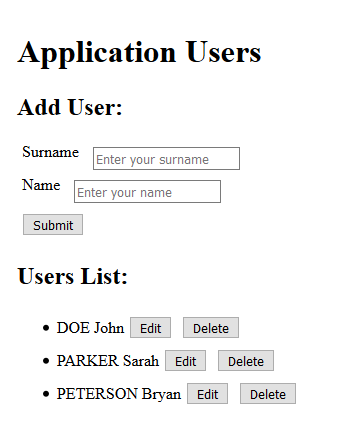 Application Users
Add User:
Surname Enter your surname
Name Enter your name
Submit
Users List:
DOE John Edit Delete
PARKER Sarah Edit Delete
PETERSON Bryan Edit Delete